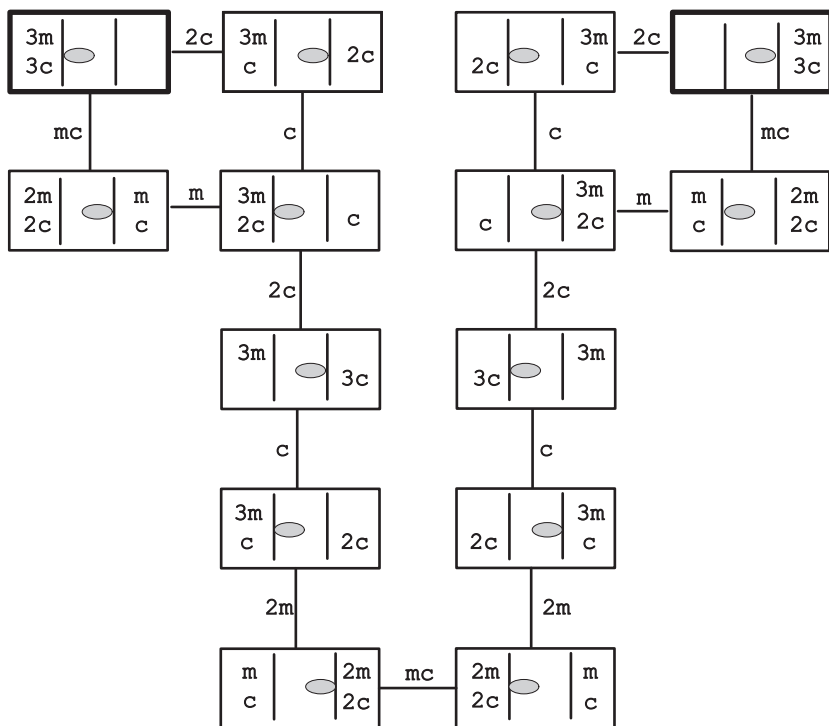 3m 2c 3m 3m 2c 3m
3c c 2c 2c c 3c
mc c c mc
2m m m 3m 3m m m 2m
2c c 2c c c 2c c 2c
2c 2c
3m 3m
3c 3c
c c
3m 3m
c 2c 2c c
2m 2m
m 2m mc 2m m
c 2c 2c c